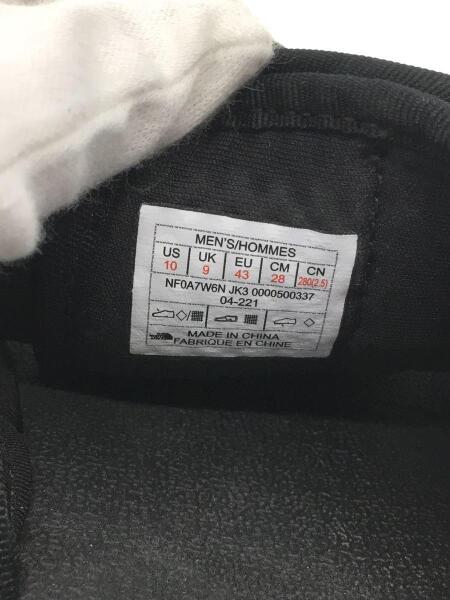 MEN'S/HOMMES
US UK EU CM CN
10 9 43 28 280(2.5)
NF0A7W6N JK3 0000500337
04-221
MADE IN CHINA
FABRIQUE EN CHINE